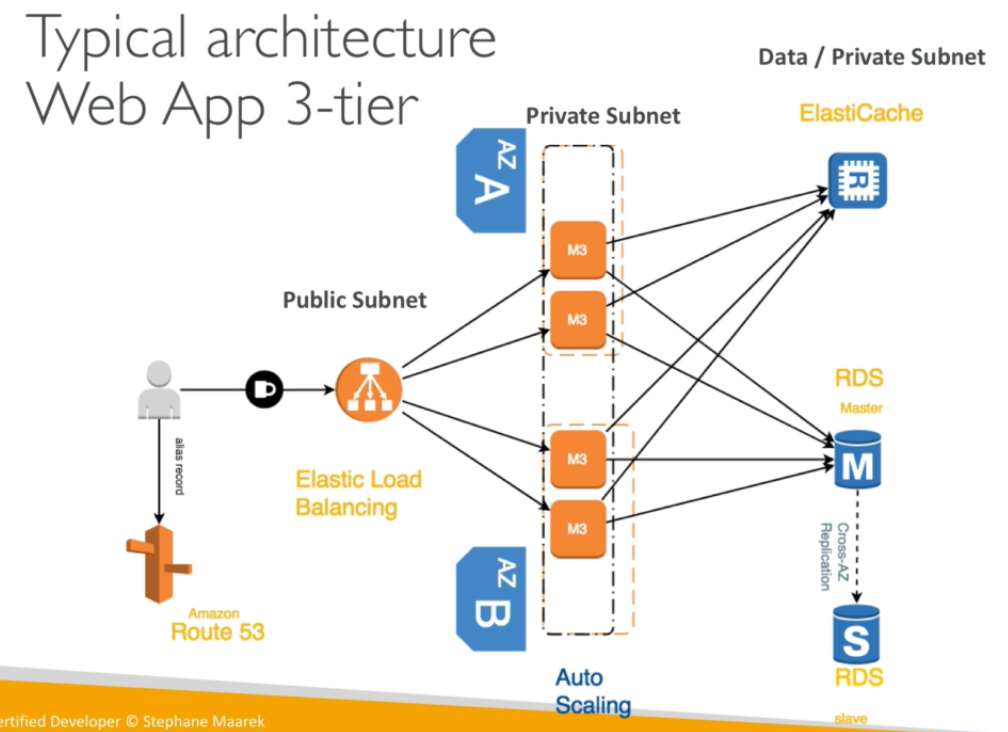 Typical architecture
Web App 3-tier
Data / Private Subnet
Private Subnet
ElastiCache
AZ
A
R
M3
M3
Public Subnet
RDS
Master
alias record
M3
M
Elastic Load
Balancing
M3
Cross-AZ
Replication
AZ
B
Amazon
Route 53
S
RDS
Auto
Scaling
slave
ertified Developer © Stephane Maarek